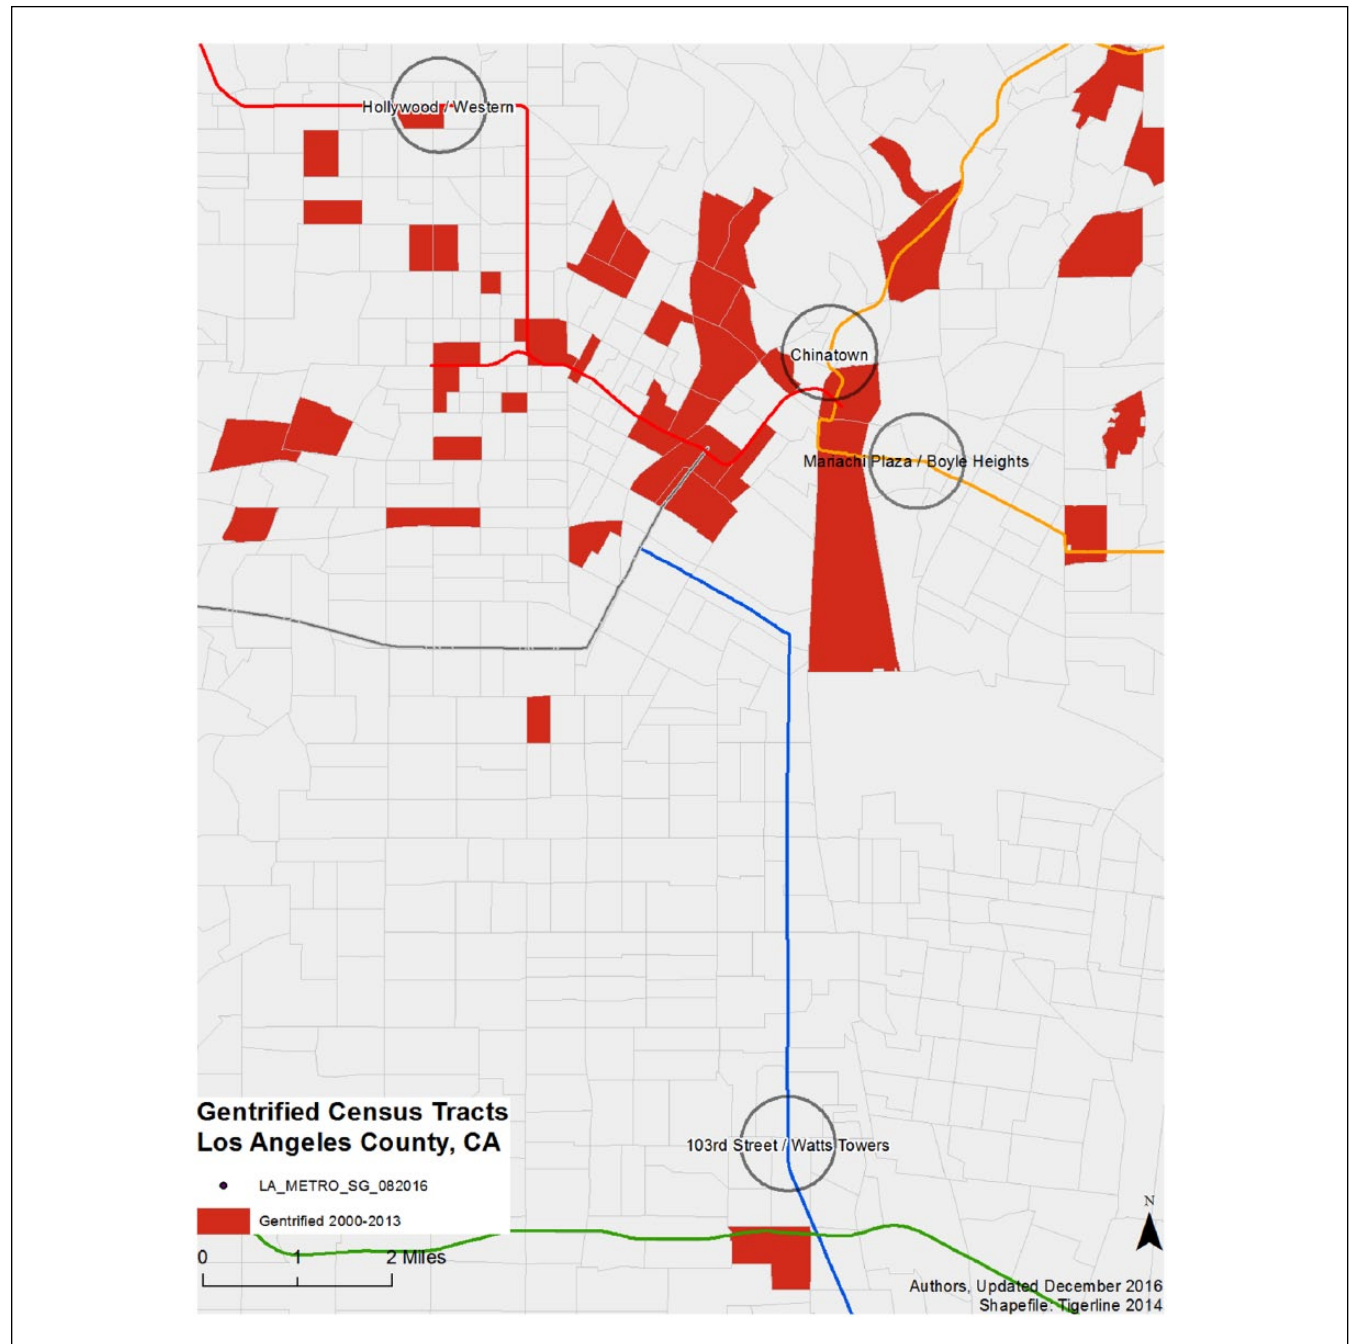 Hollywood / Western
Chinatown
Mariachi Plaza / Boyle Heights
103rd Street / Watts Towers
Gentrified Census Tracts
Los Angeles County, CA
LA_METRO_SG_082016
Gentrified 2000-2013
0 1 2 Miles
N
Authors, Updated December 2016
Shapefile: Tigerline 2014